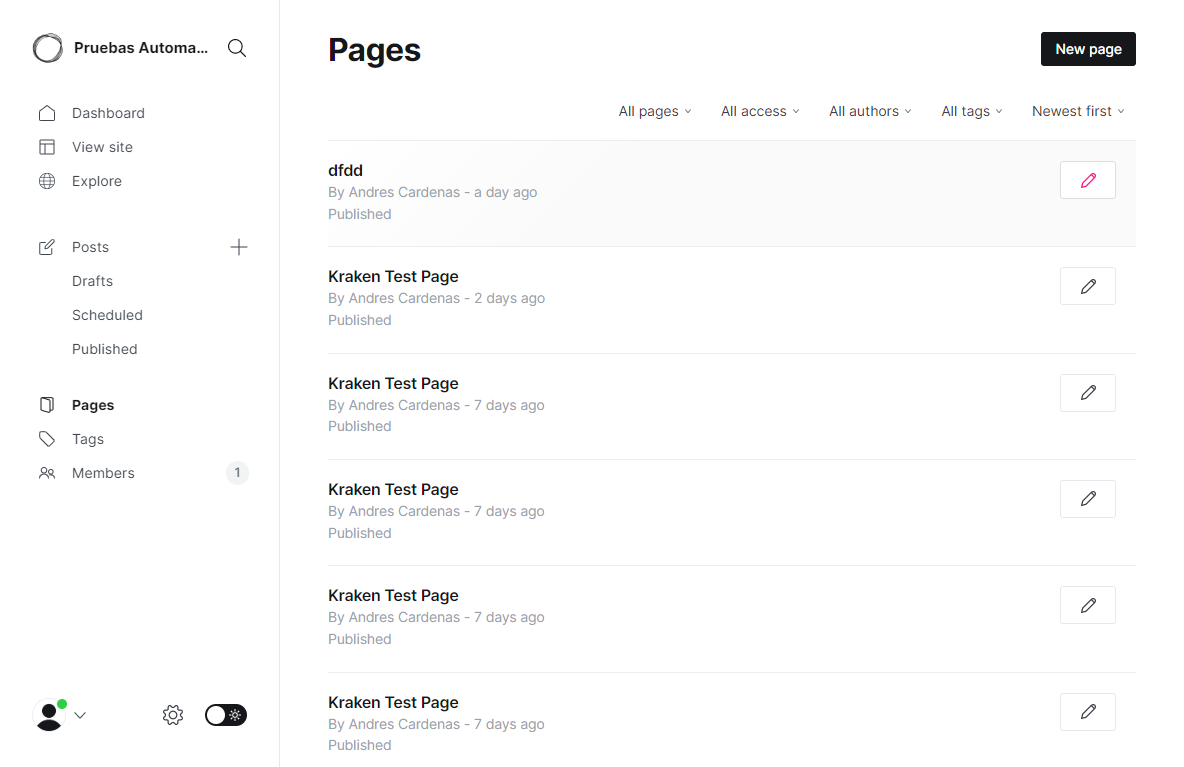 Pruebas Automa...
Dashboard
View site
Explore
Posts
Drafts
Scheduled
Published
Pages
Tags
Members 1
Pages
New page
All pages All access All authors All tags Newest first
dfdd
By Andres Cardenas - a day ago
Published
Kraken Test Page
By Andres Cardenas - 2 days ago
Published
Kraken Test Page
By Andres Cardenas - 7 days ago
Published
Kraken Test Page
By Andres Cardenas - 7 days ago
Published
Kraken Test Page
By Andres Cardenas - 7 days ago
Published
Kraken Test Page
By Andres Cardenas - 7 days ago
Published